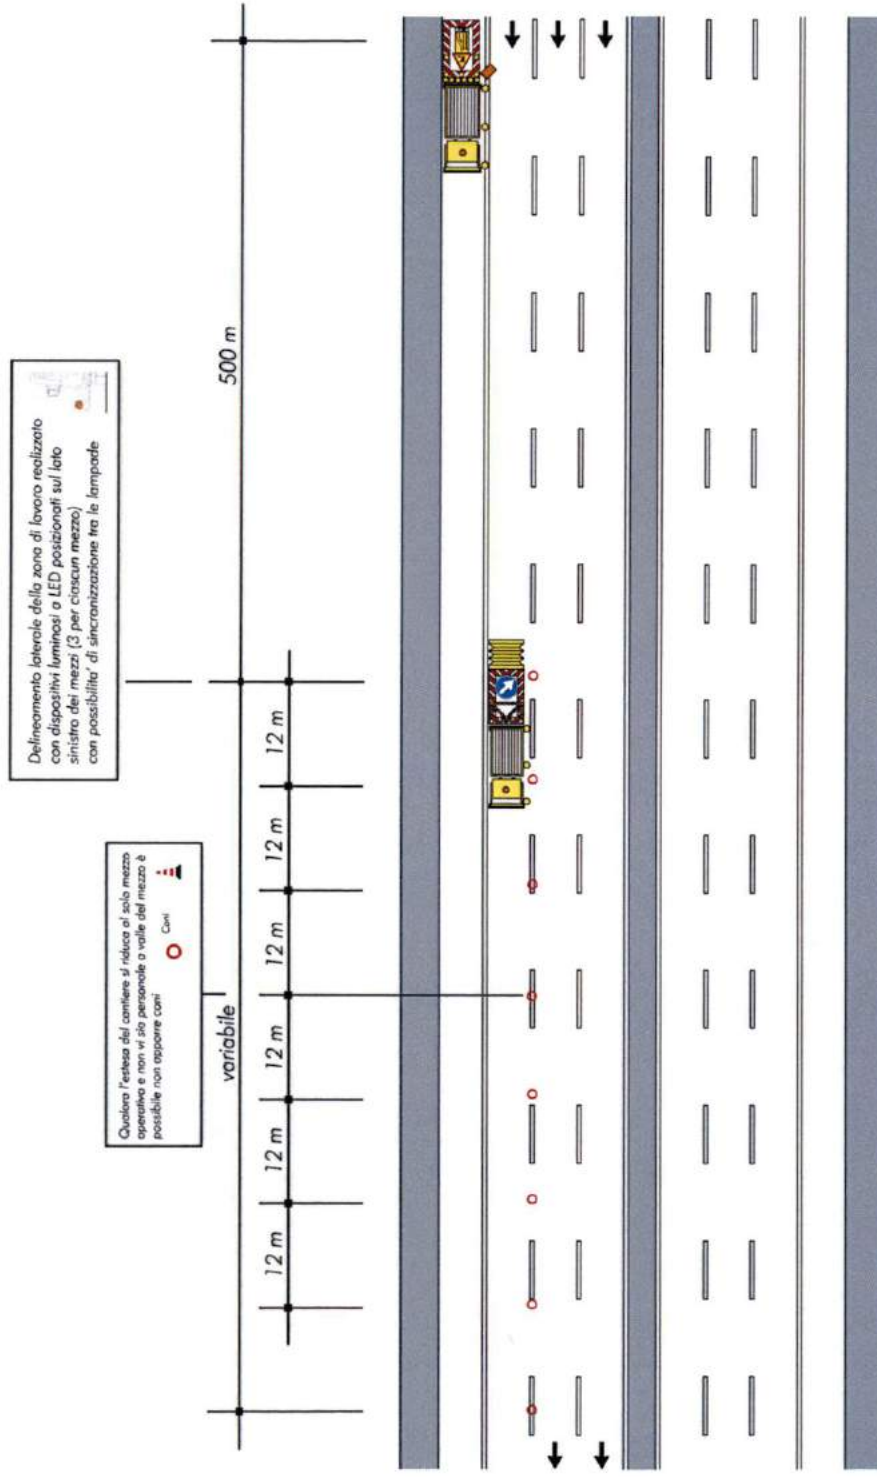 Delineamento laterale della zona di lavoro realizzato
con dispositivi luminosi a LED posizionati sul lato
sinistro dei mezzi (3 per ciascun mezzo)
con possibilita' di sincronizzazione tra le lampade
500 m
Qualora l'estesa del cantiere si riduca al solo mezzo
operativo e non vi sia personale a valle del mezzo è
possibile non apporre coni
Coni
variabile
12 m
12 m
12 m
12 m
12 m
12 m